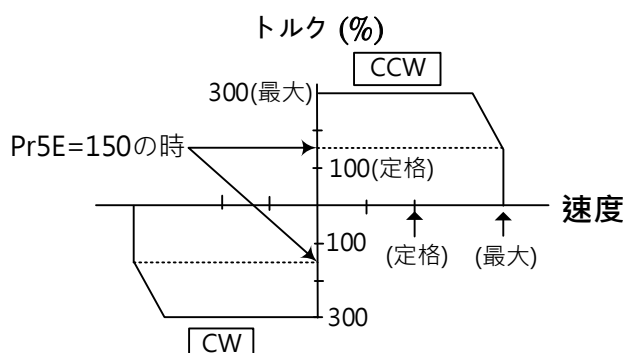 トルク (%)
CCW
300(最大)
Pr5E=150の時
100(定格)
速度
100
(定格)
(最大)
300
CW